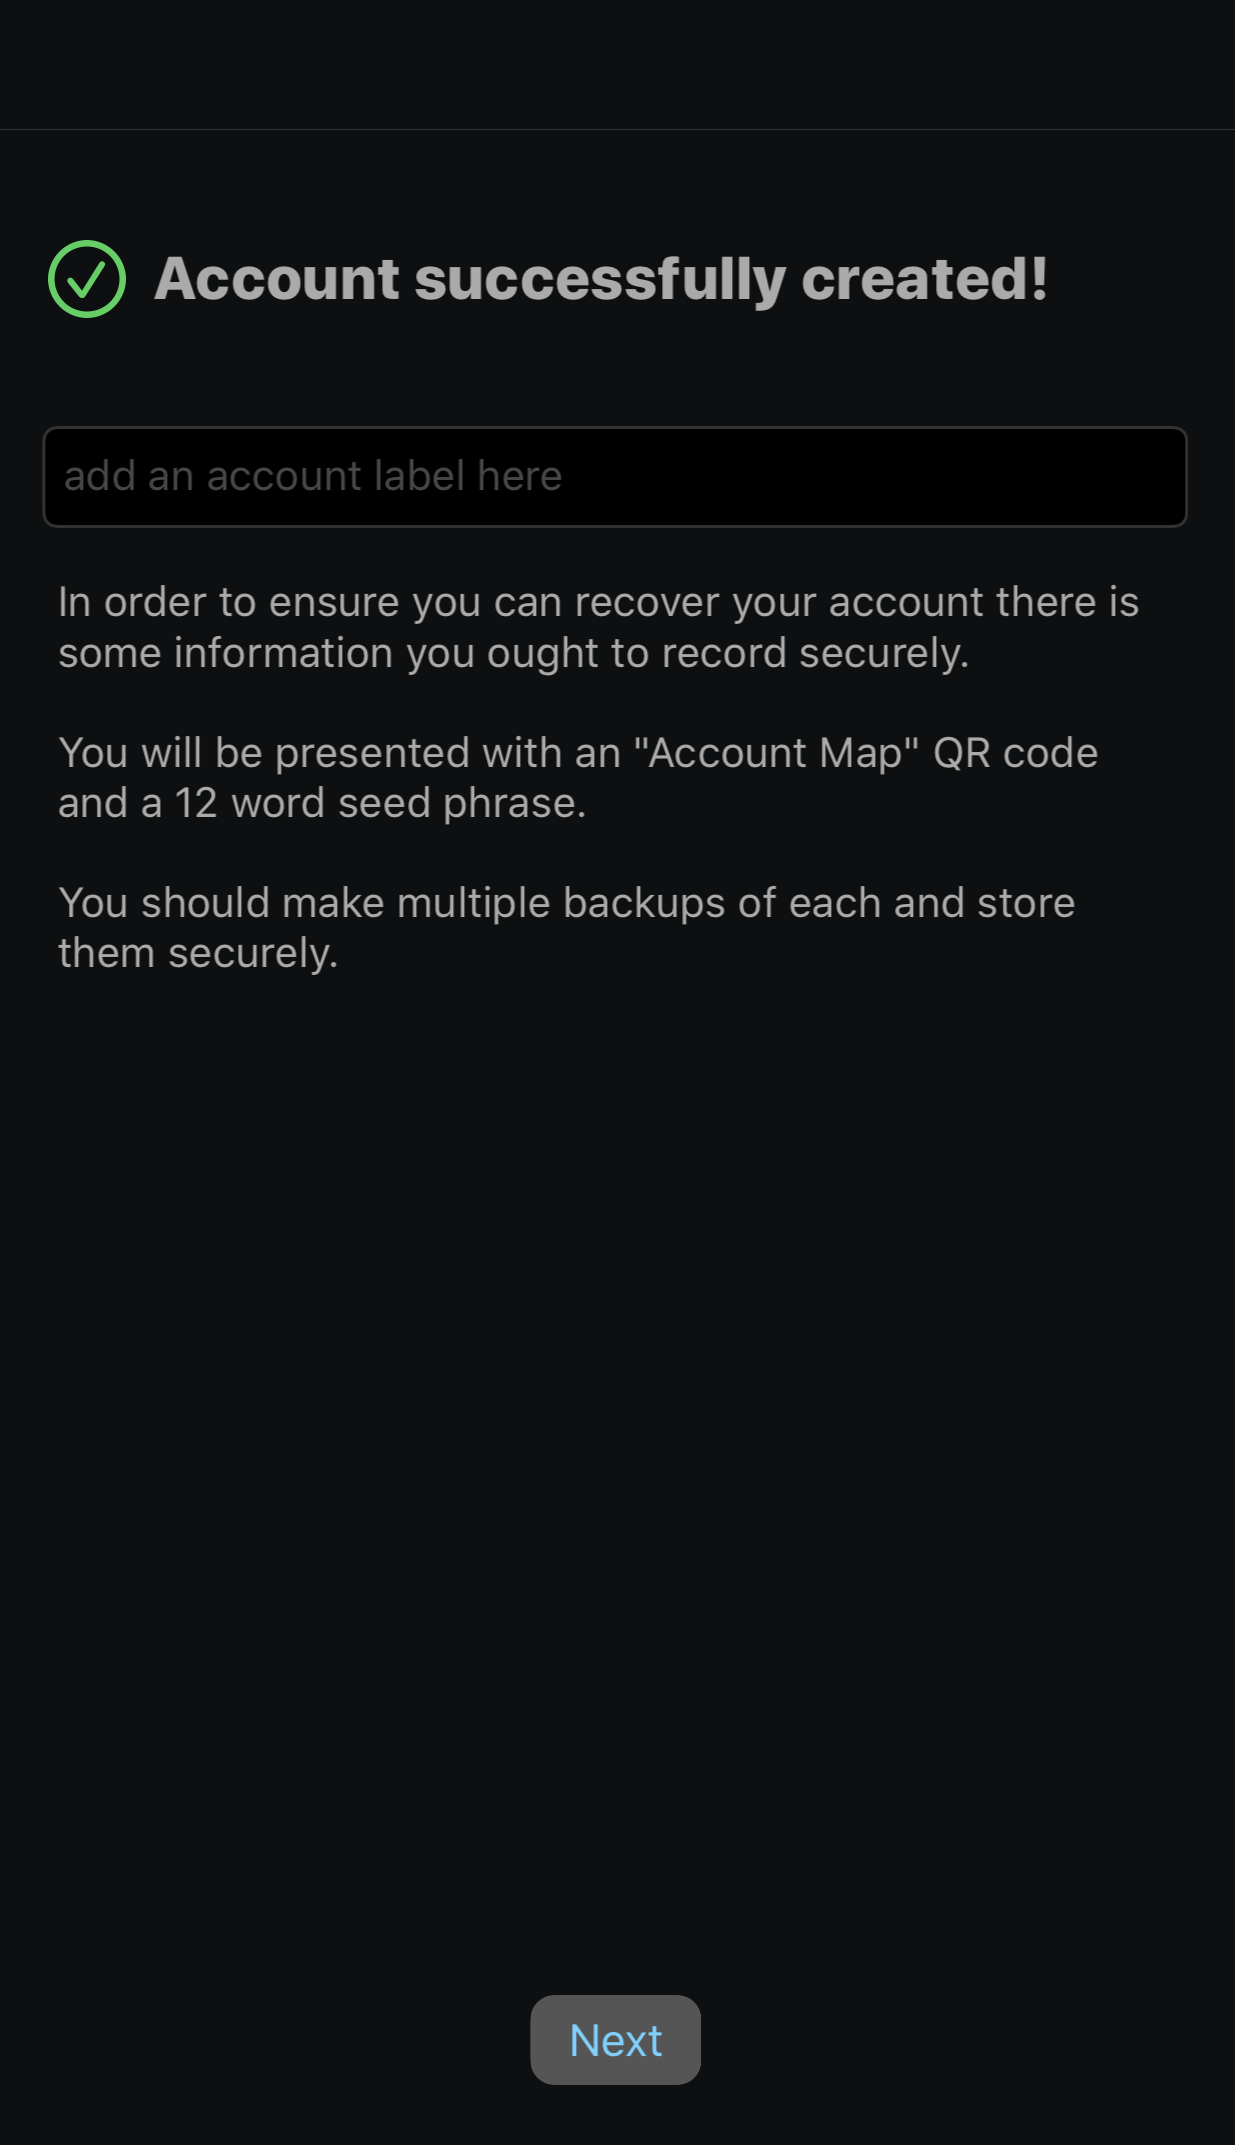 Account successfully created!
add an account label here
In order to ensure you can recover your account there is
some information you ought to record securely.
You will be presented with an "Account Map" QR code
and a 12 word seed phrase.
You should make multiple backups of each and store
them securely.
Next